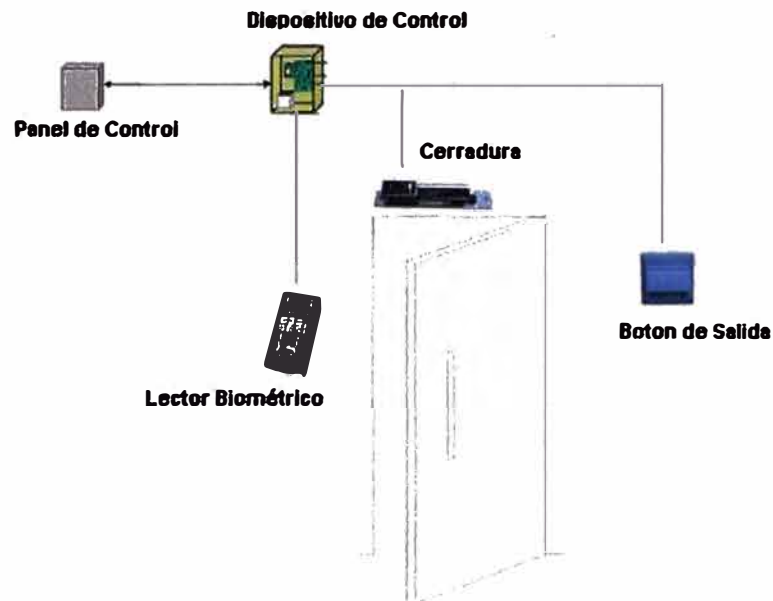 Dispositivo de Control
Panel de Control
Cerradura
Boton de Salida
Lector Biométrico